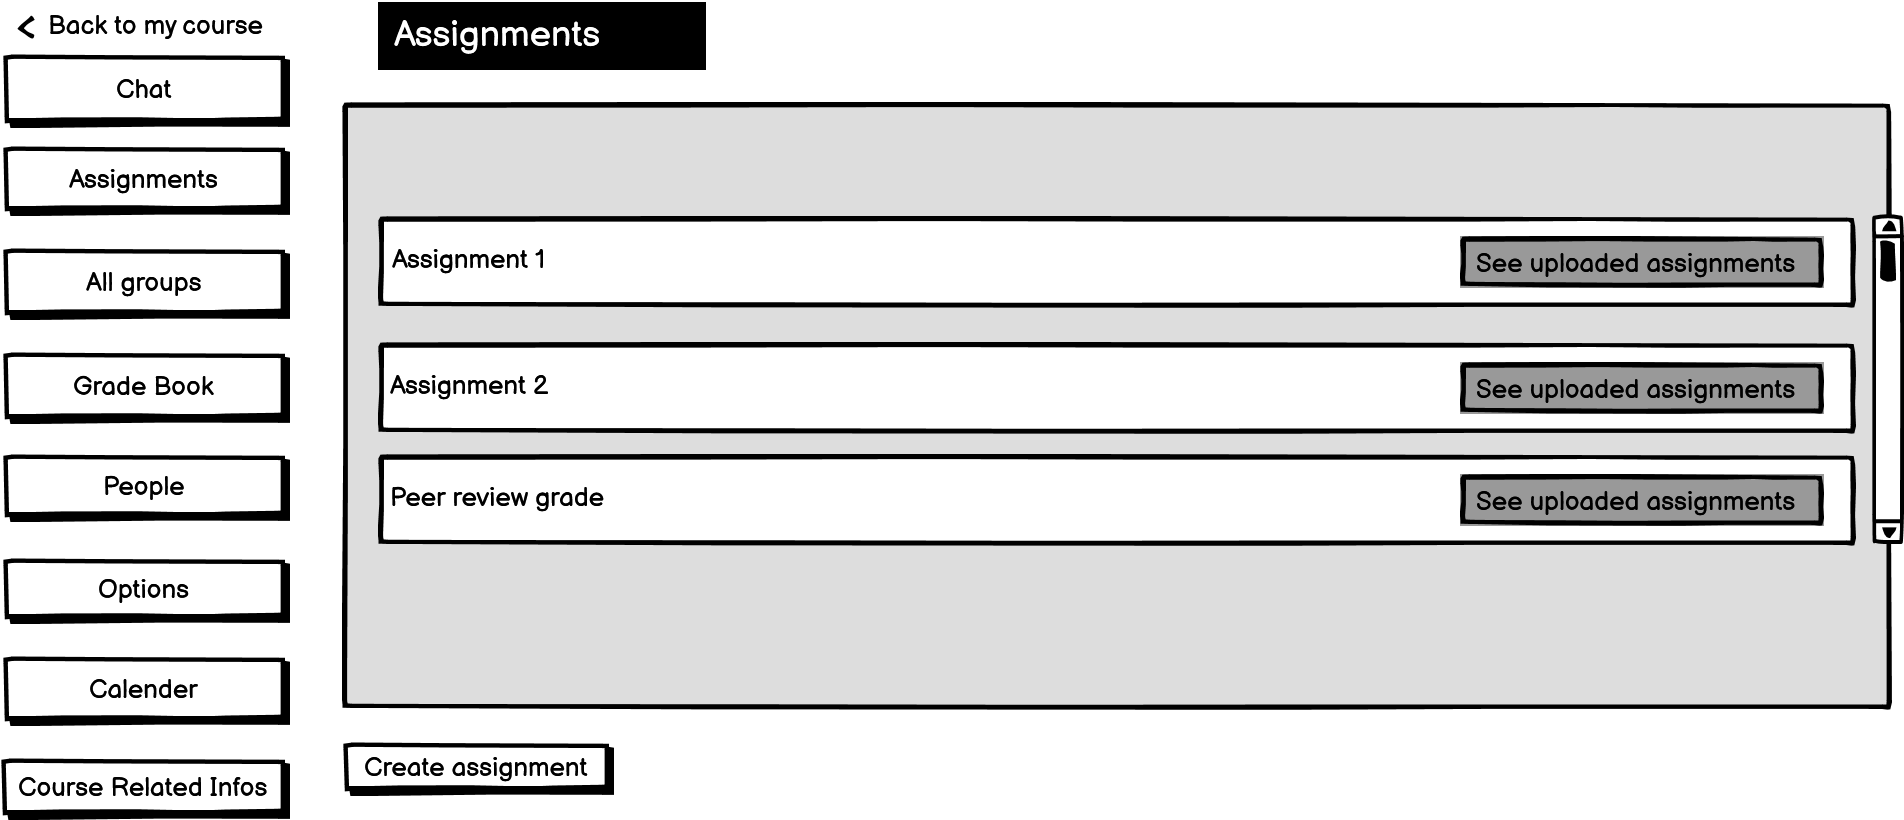 Back to my course
Chat
Assignments
All groups
Grade Book
People
Options
Calender
Course Related Infos
Assignments
Assignment 1
See uploaded assignments
Assignment 2
See uploaded assignments
Peer review grade
See uploaded assignments
Create assignment